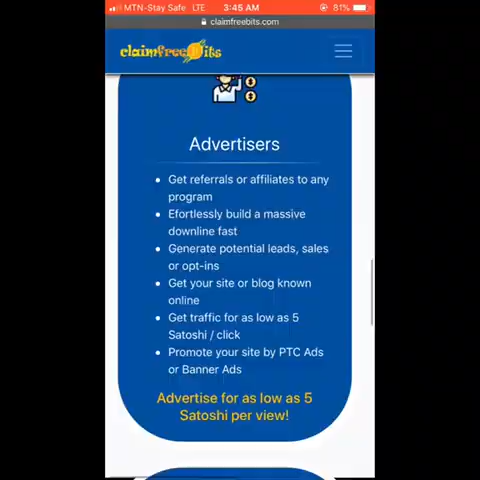 MTN-Stay Safe LTE 3:45 AM 81%
claimfreebits.com
claimfreeBits
Advertisers
Get referrals or affiliates to any
program
Efortlessly build a massive
downline fast
Generate potential leads, sales
or opt-ins
Get your site or blog known
online
Get traffic for as low as 5
Satoshi / click
Promote your site by PTC Ads
or Banner Ads
Advertise for as low as 5
Satoshi per view!